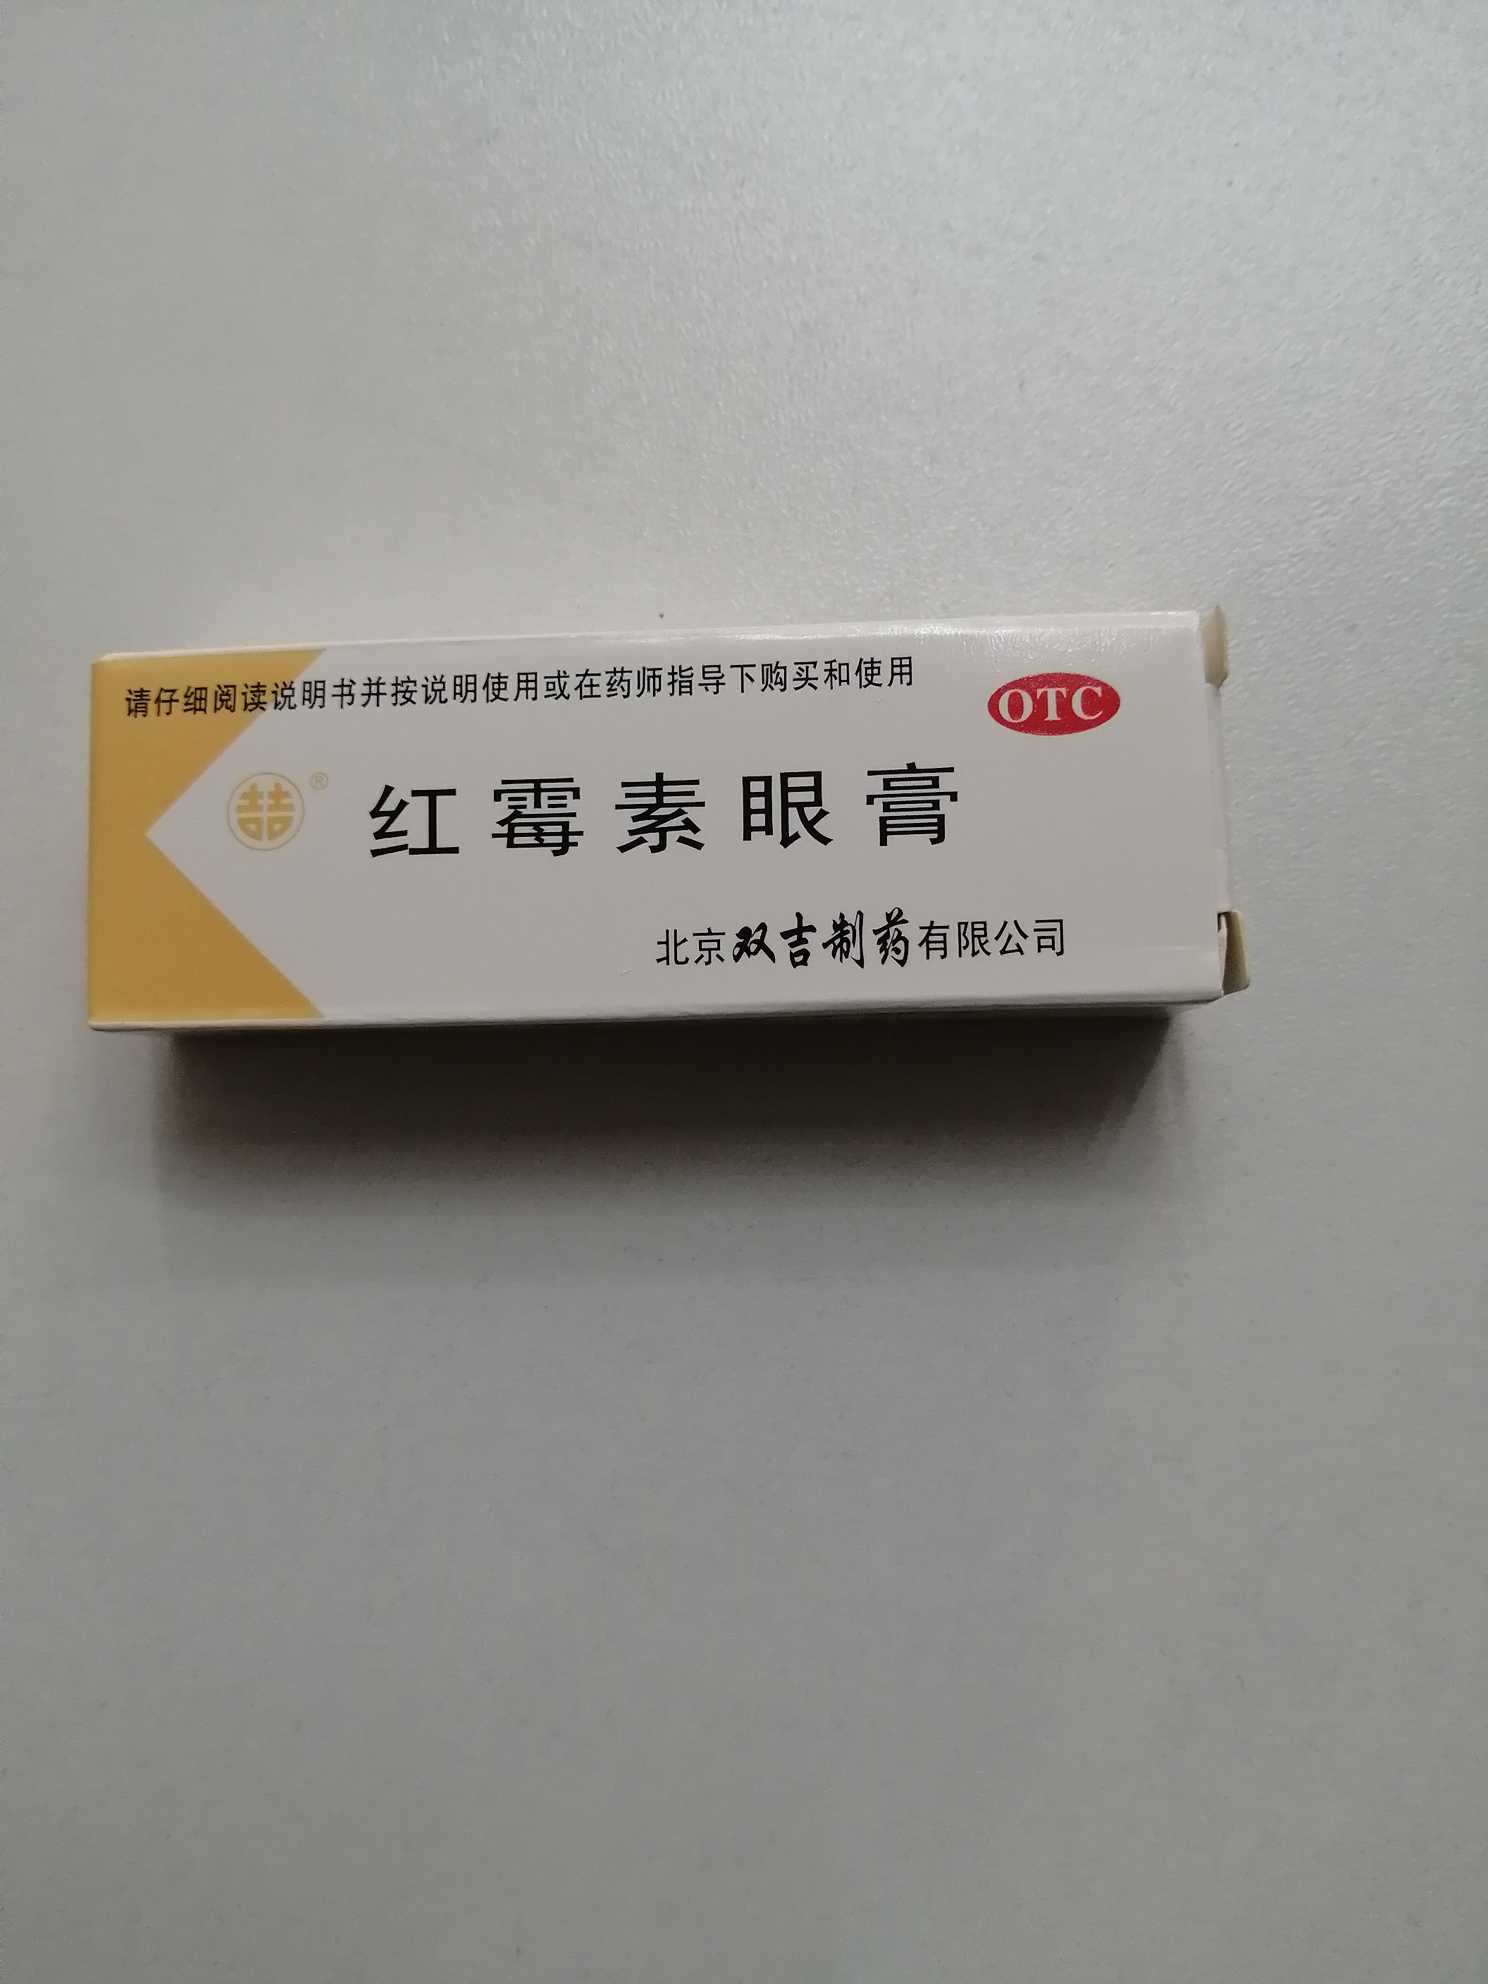 请仔细阅读说明书并按说明使用或在药师指导下购买和使用
OTC
®
红霉素眼膏
北京双吉制药有限公司